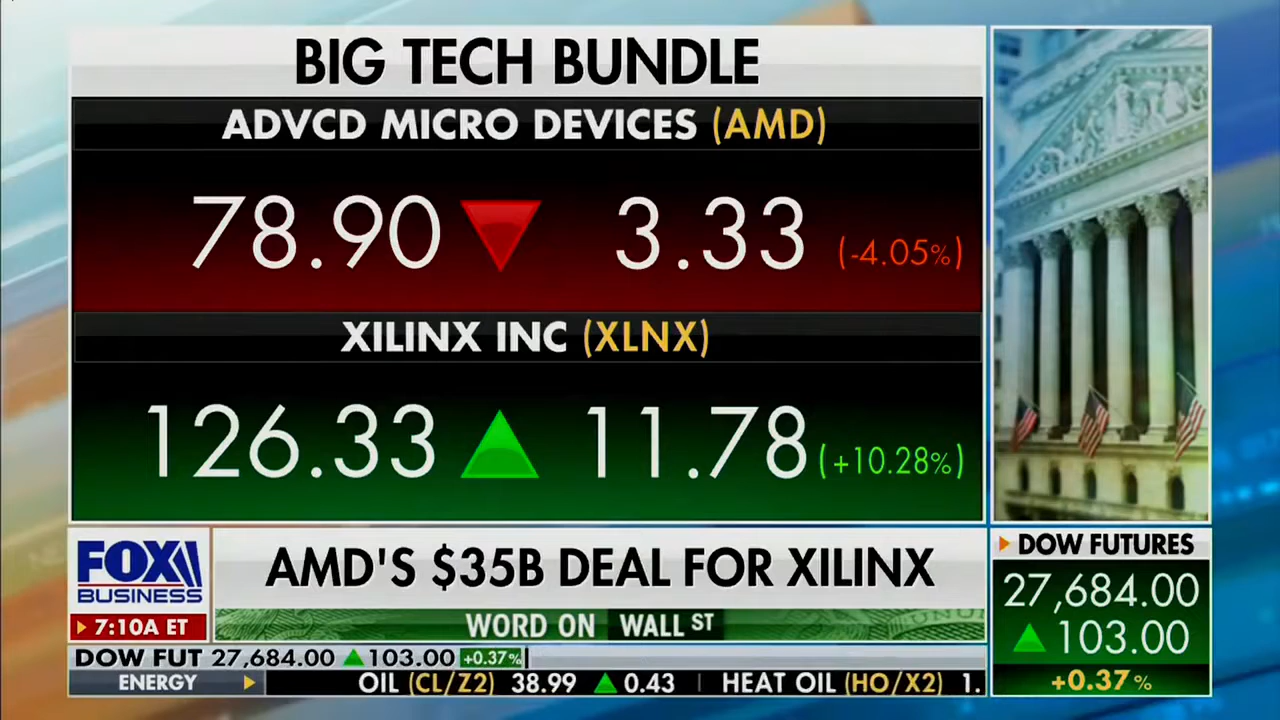 BIG TECH BUNDLE
ADVCD MICRO DEVICES (AMD)
78.90 ▼ 3.33 (-4.05%)
XILINX INC (XLNX)
126.33 ▲ 11.78 (+10.28%)
FOX BUSINESS
7:10A ET
AMD'S $35B DEAL FOR XILINX
WORD ON WALL ST
DOW FUTURES
27,684.00
▲ 103.00
+0.37%
DOW FUT 27,684.00 ▲ 103.00 +0.37%
ENERGY OIL (CL/Z2) 38.99 ▲ 0.43 | HEAT OIL (HO/X2) 1.